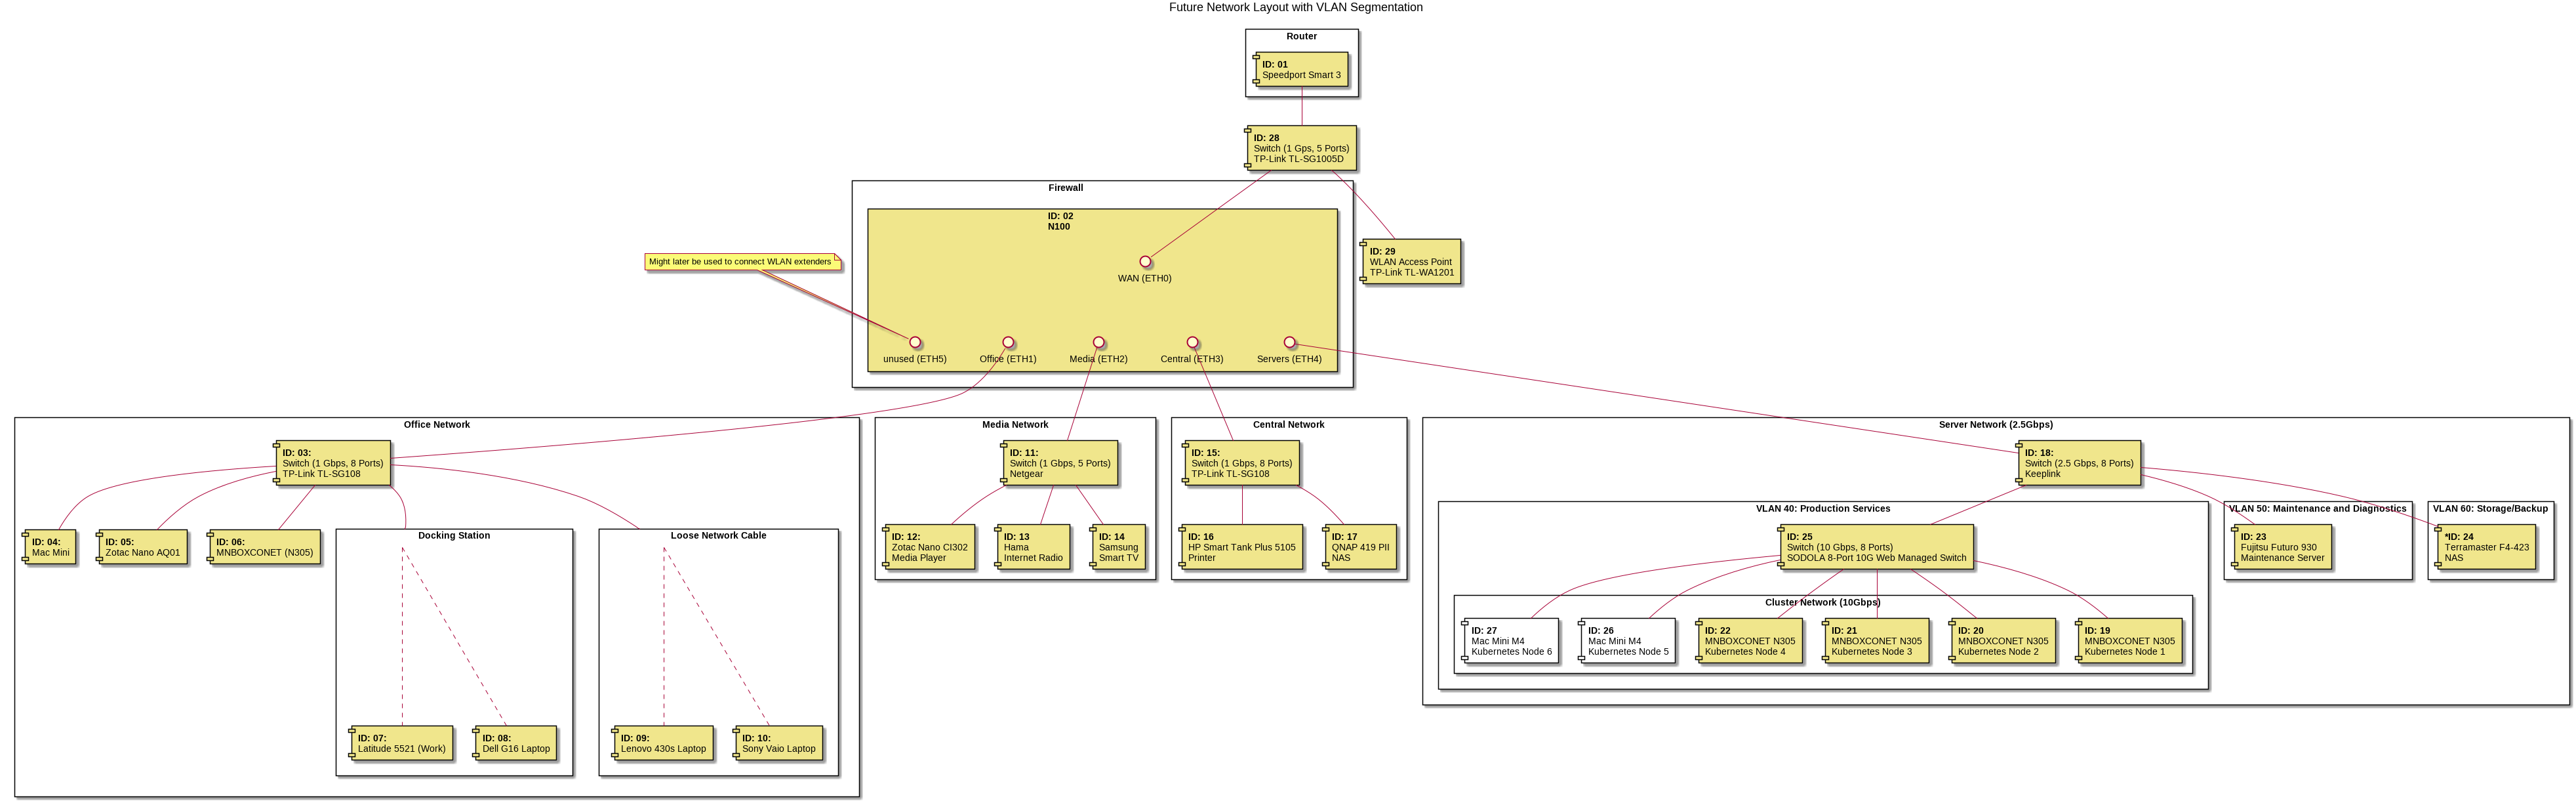 Future Network Layout with VLAN Segmentation
Router
ID: 01
Speedport Smart 3
ID: 28
Switch (1 Gps, 5 Ports)
TP-Link TL-SG1005D
Firewall
ID: 02
N100
WAN (ETH0)
ID: 29
WLAN Access Point
TP-Link TL-WA1201
Might later be used to connect WLAN extenders
unused (ETH5)
Office (ETH1)
Media (ETH2)
Central (ETH3)
Servers (ETH4)
Office Network
ID: 03:
Switch (1 Gbps, 8 Ports)
TP-Link TL-SG108
ID: 04:
Mac Mini
ID: 05:
Zotac Nano AQ01
ID: 06:
MNBOXCONET (N305)
Docking Station
ID: 07:
Latitude 5521 (Work)
ID: 08:
Dell G16 Laptop
Loose Network Cable
ID: 09:
Lenovo 430s Laptop
ID: 10:
Sony Vaio Laptop
Media Network
ID: 11:
Switch (1 Gbps, 5 Ports)
Netgear
ID: 12:
Zotac Nano CI302
Media Player
ID: 13
Hama
Internet Radio
ID: 14
Samsung
Smart TV
Central Network
ID: 15:
Switch (1 Gbps, 8 Ports)
TP-Link TL-SG108
ID: 16
HP Smart Tank Plus 5105
Printer
ID: 17
QNAP 419 PII
NAS
Server Network (2.5Gbps)
ID: 18:
Switch (2.5 Gbps, 8 Ports)
Keeplink
VLAN 40: Production Services
ID: 25
Switch (10 Gbps, 8 Ports)
SODOLA 8-Port 10G Web Managed Switch
Cluster Network (10Gbps)
ID: 27
Mac Mini M4
Kubernetes Node 6
ID: 26
Mac Mini M4
Kubernetes Node 5
ID: 22
MNBOXCONET N305
Kubernetes Node 4
ID: 21
MNBOXCONET N305
Kubernetes Node 3
ID: 20
MNBOXCONET N305
Kubernetes Node 2
ID: 19
MNBOXCONET N305
Kubernetes Node 1
VLAN 50: Maintenance and Diagnostics
ID: 23
Fujitsu Futuro 930
Maintenance Server
VLAN 60: Storage/Backup
*ID: 24
Terramaster F4-423
NAS